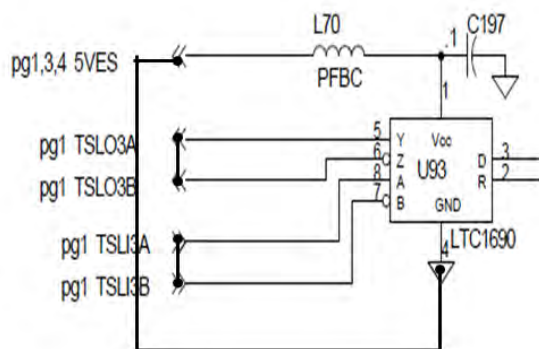 L70
.1
C197
pg1,3,4 5VES
PFBC
1
pg1 TSLO3A
5
Y
Vcc
6
Z
U93
D
3
pg1 TSLO3B
8
A
R
2
7
B
GND
pg1 TSLI3A
4
LTC1690
pg1 TSLI3B